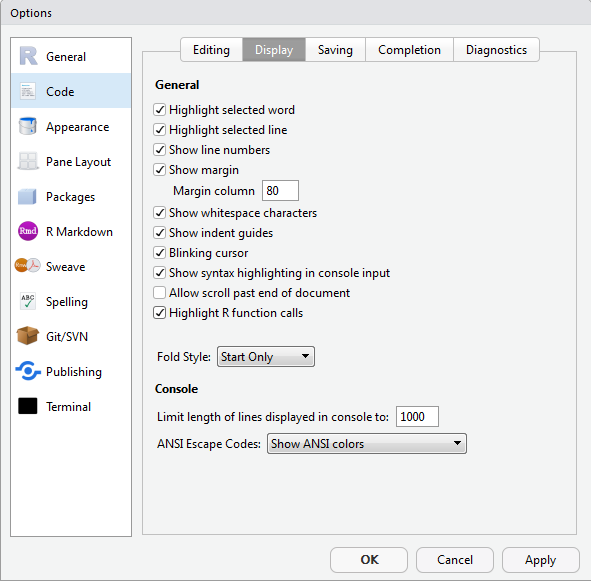 Options
General
Code
Appearance
Pane Layout
Packages
Rmd R Markdown
Sweave
ABC Spelling
Git/SVN
Publishing
Terminal
Editing Display Saving Completion Diagnostics
General
Highlight selected word
Highlight selected line
Show line numbers
Show margin
Margin column 80
Show whitespace characters
Show indent guides
Blinking cursor
Show syntax highlighting in console input
Allow scroll past end of document
Highlight R function calls
Fold Style: Start Only
Console
Limit length of lines displayed in console to: 1000
ANSI Escape Codes: Show ANSI colors
OK Cancel Apply